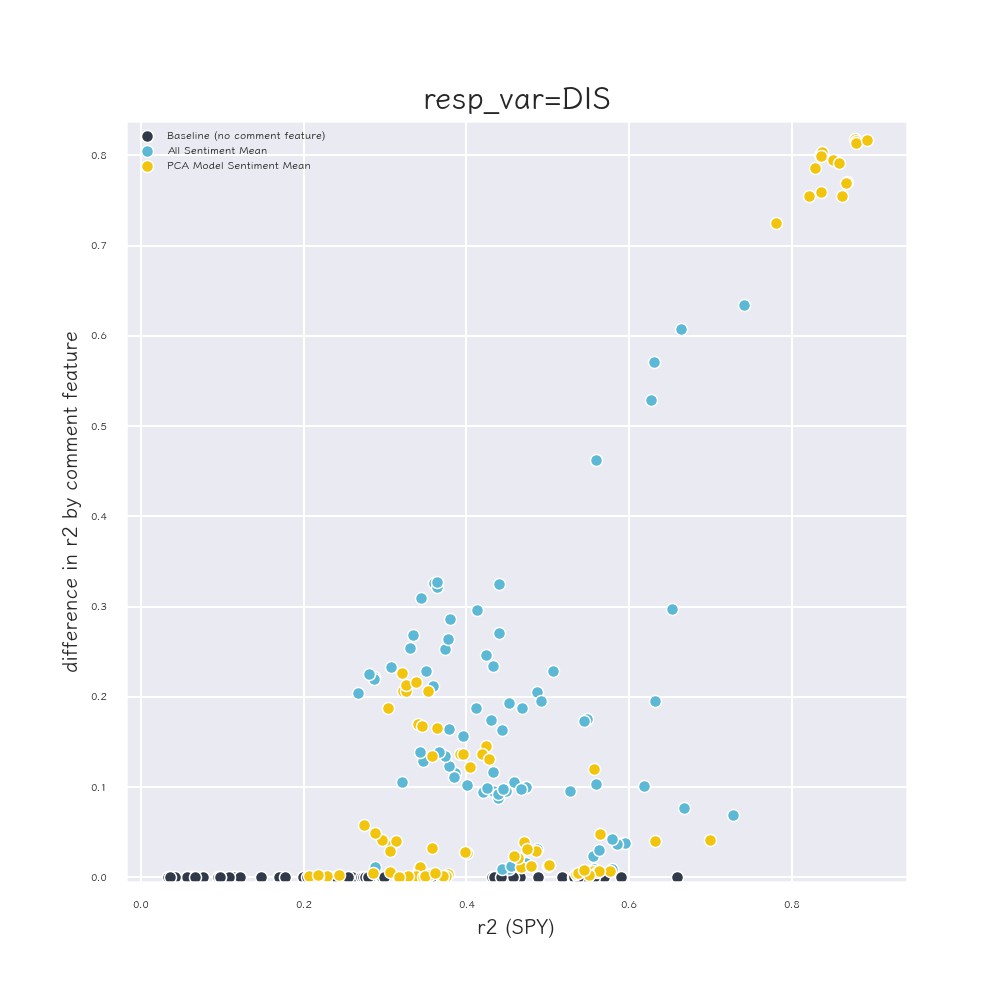 resp_var=DIS
Baseline (no comment feature)
All Sentiment Mean
PCA Model Sentiment Mean
difference in r2 by comment feature
0.8
0.7
0.6
0.5
0.4
0.3
0.2
0.1
0.0
0.0 0.2 0.4 0.6 0.8
r2 (SPY)